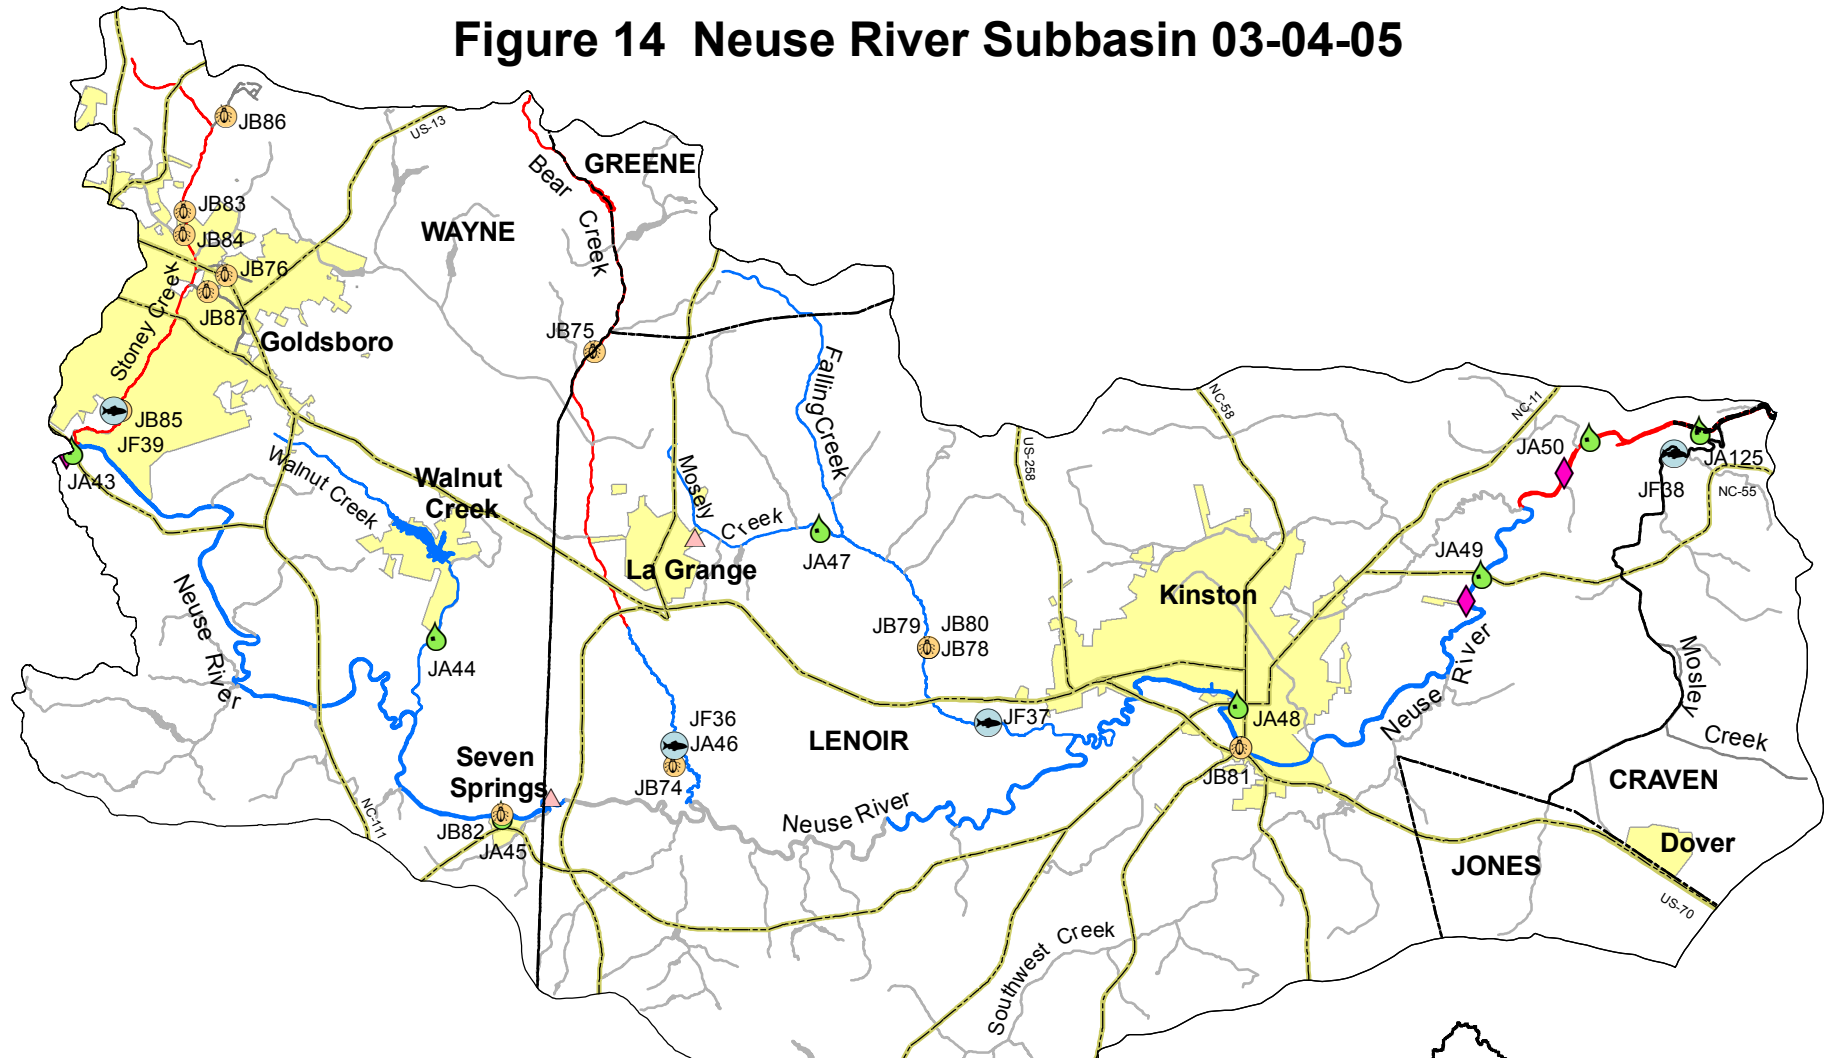 Figure 14 Neuse River Subbasin 03-04-05
JB86
US-13
Bear
Creek
GREENE
JB83
JB84
WAYNE
JB76
JB87
Stoney Creek
Goldsboro
JB75
Falling Creek
JB85
JF39
JA43
Walnut Creek
Walnut
Creek
Mosely
Creek
JA47
La Grange
NC-58
NC-11
US-258
JA50
JA125
JF38
NC-55
JA49
Kinston
Neuse River
JA44
JB79
JB80
JB78
Neuse River
Mosley
Creek
JF36
JA46
JB74
JF37
LENOIR
JA48
JB81
Seven
Springs
NC-111
JB82
JA45
Neuse River
CRAVEN
Dover
JONES
US-70
Southwest Creek